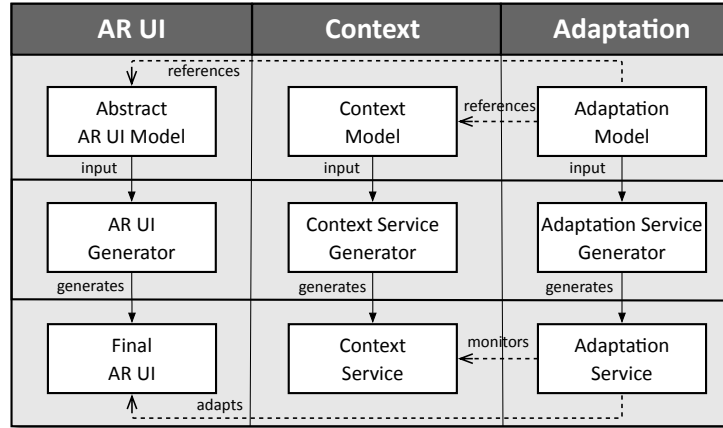 AR UI Context Adaptation
references
Abstract
AR UI Model
Context
Model
references
Adaptation
Model
input input input
AR UI
Generator
Context Service
Generator
Adaptation Service
Generator
generates generates generates
Final
AR UI
Context
Service
monitors
Adaptation
Service
adapts